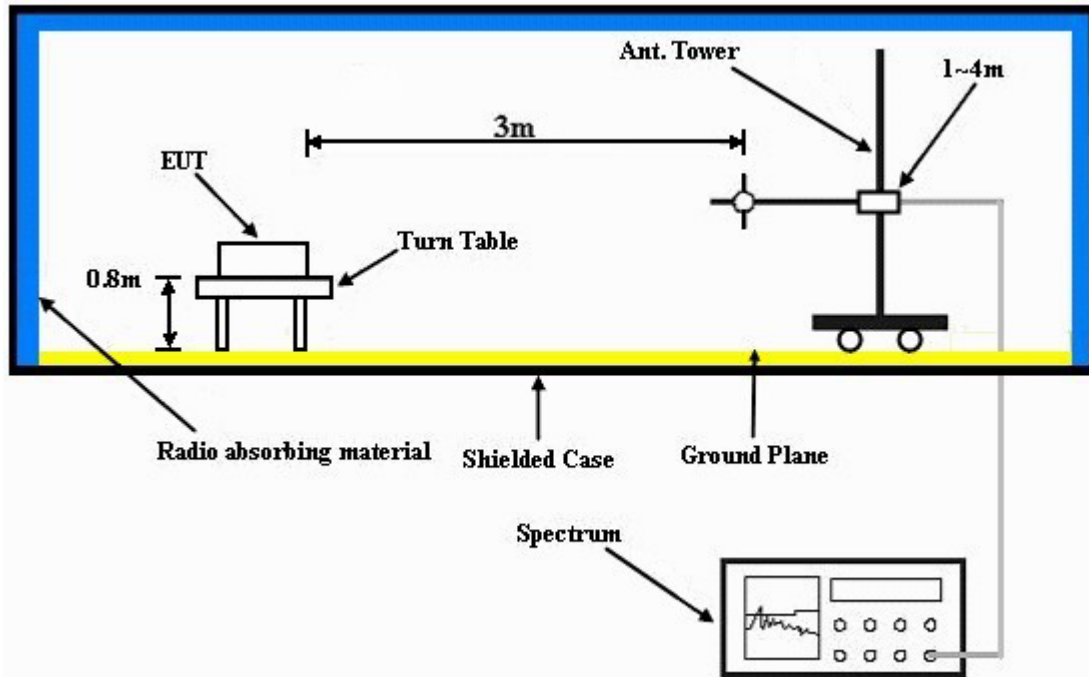 Ant. Tower
1~4m
3m
EUT
Turn Table
0.8m
Radio absorbing material
Shielded Case
Ground Plane
Spectrum